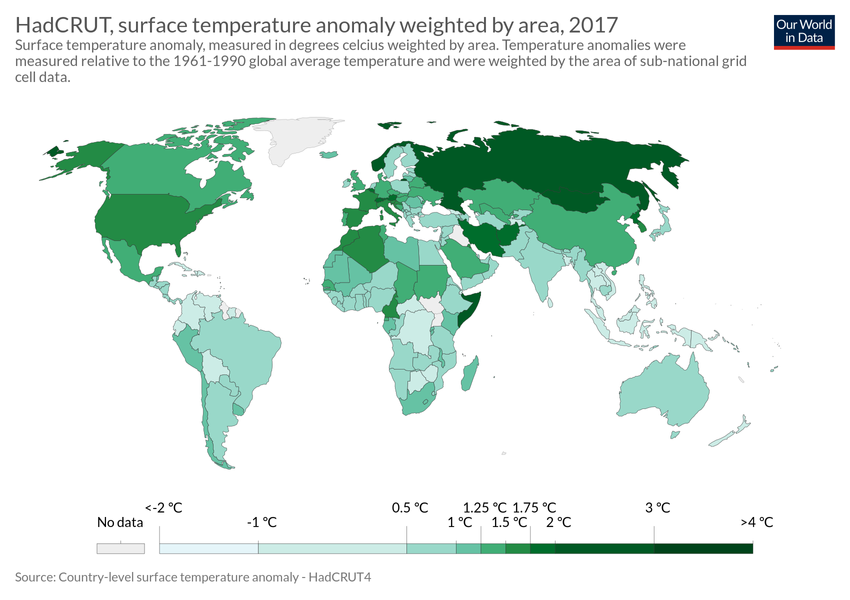 HadCRUT, surface temperature anomaly weighted by area, 2017
Our World
in Data
Surface temperature anomaly, measured in degrees celcius weighted by area. Temperature anomalies were
measured relative to the 1961-1990 global average temperature and were weighted by the area of sub-national grid
cell data.
<-2 °C 0.5 °C 1.25 °C 1.75 °C 3 °C
No data -1 °C 1 °C 1.5 °C 2 °C >4 °C
Source: Country-level surface temperature anomaly - HadCRUT4